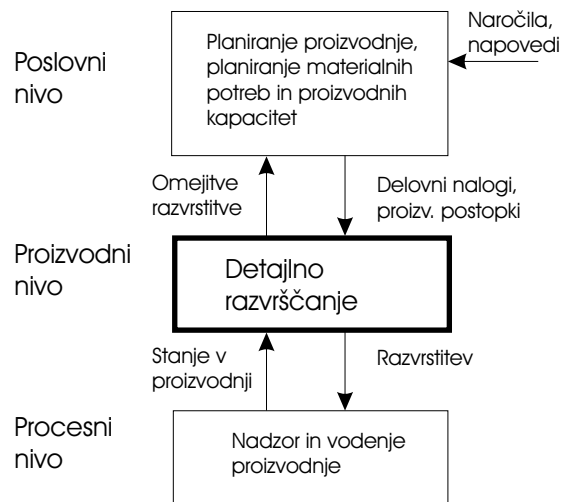 Poslovni
nivo
Planiranje proizvodnje,
planiranje materialnih
potreb in proizvodnih
kapacitet
Naročila,
napovedi
Omejitve
razvrstitve
Delovni nalogi,
proizv. postopki
Proizvodni
nivo
Detajlno
razvrščanje
Stanje v
proizvodnji
Razvrstitev
Procesni
nivo
Nadzor in vodenje
proizvodnje